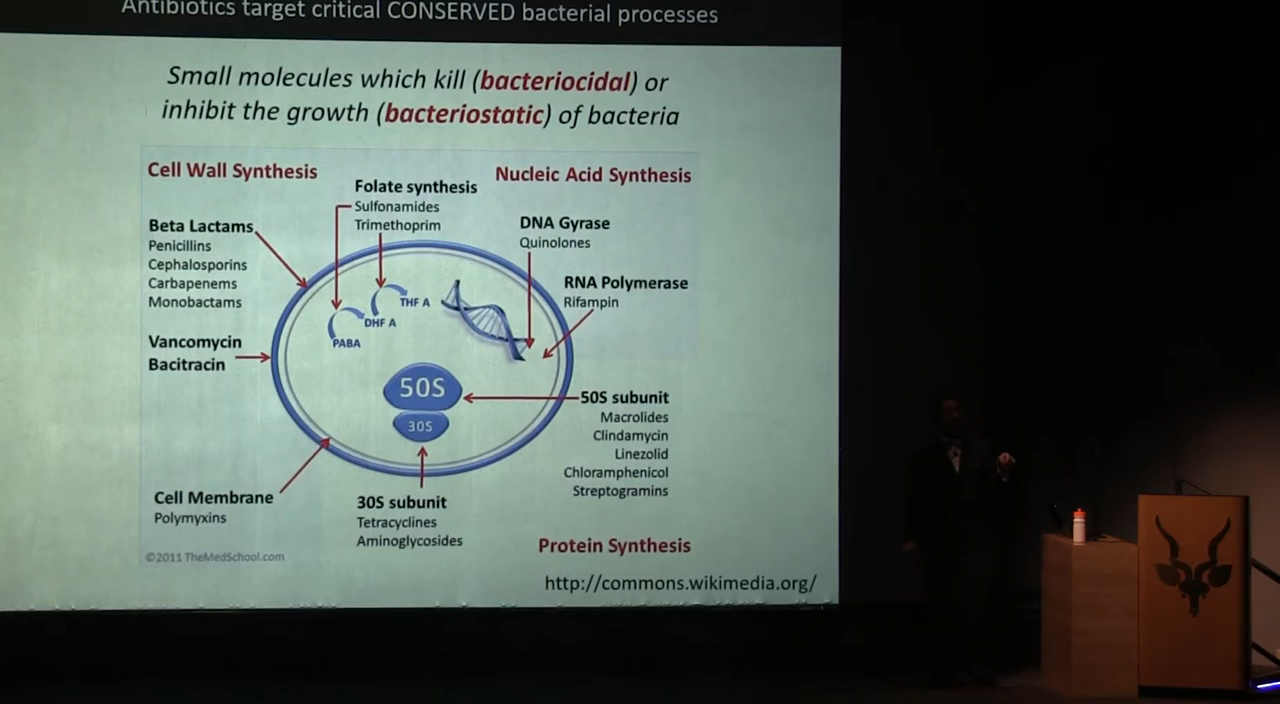 Antibiotics target critical CONSERVED bacterial processes
Small molecules which kill (bacteriocidal) or
inhibit the growth (bacteriostatic) of bacteria
Cell Wall Synthesis
Beta Lactams
Penicillins
Cephalosporins
Carbapenems
Monobactams
Vancomycin
Bacitracin
Cell Membrane
Polymyxins
©2011 TheMedSchool.com
Folate synthesis
Sulfonamides
Trimethoprim
THF A
DHF A
PABA
50S
30S
30S subunit
Tetracyclines
Aminoglycosides
Nucleic Acid Synthesis
DNA Gyrase
Quinolones
RNA Polymerase
Rifampin
50S subunit
Macrolides
Clindamycin
Linezolid
Chloramphenicol
Streptogramins
Protein Synthesis
http://commons.wikimedia.org/